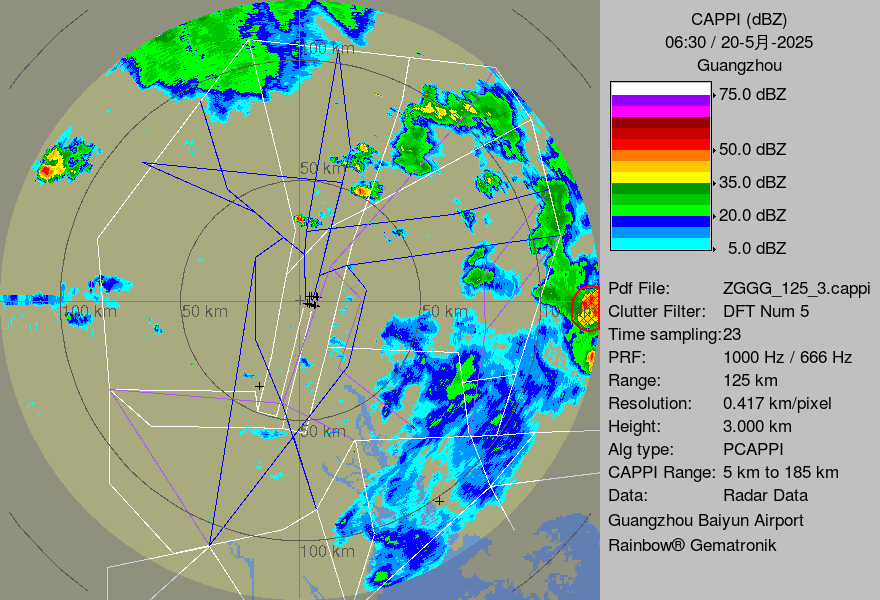 CAPPI (dBZ)
06:30 / 20-5月-2025
Guangzhou
75.0 dBZ
50.0 dBZ
35.0 dBZ
20.0 dBZ
5.0 dBZ
Pdf File: ZGGG_125_3.cappi
Clutter Filter: DFT Num 5
Time sampling:23
PRF: 1000 Hz / 666 Hz
Range: 125 km
Resolution: 0.417 km/pixel
Height: 3.000 km
Alg type: PCAPPI
CAPPI Range: 5 km to 185 km
Data: Radar Data
Guangzhou Baiyun Airport
Rainbow® Gematronik
100 km
50 km
100 km
50 km
50 km
50 km
100 km